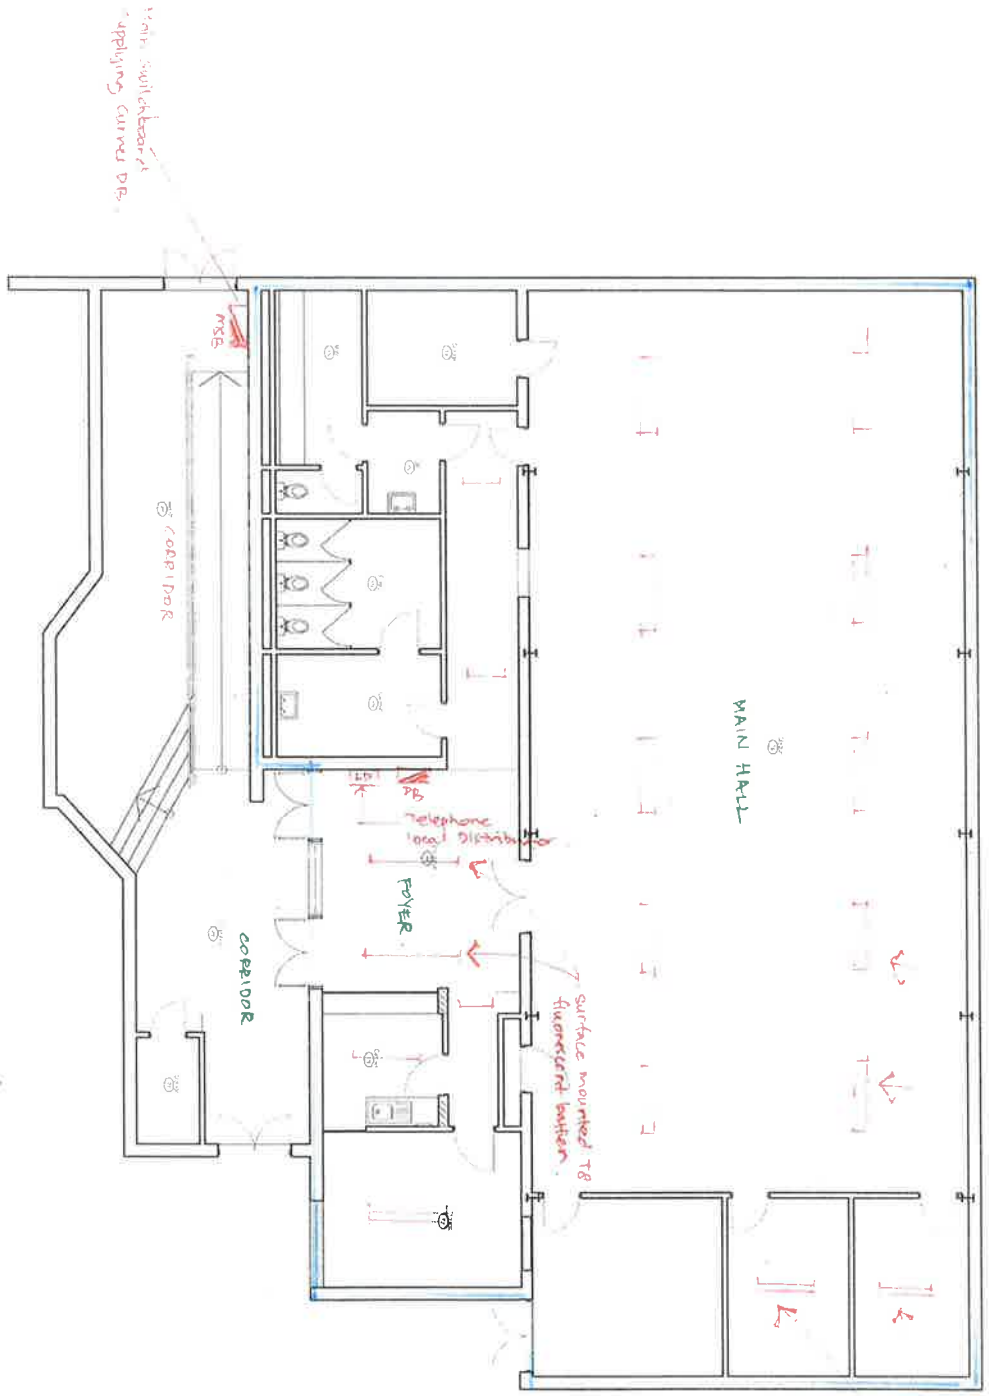 Main Switchboard
supplying current DB.
MSB
CORRIDOR
MAIN HALL
DB
Telephone
local Distributor
FOYER
CORRIDOR
surface mounted T8
fluorescent batten